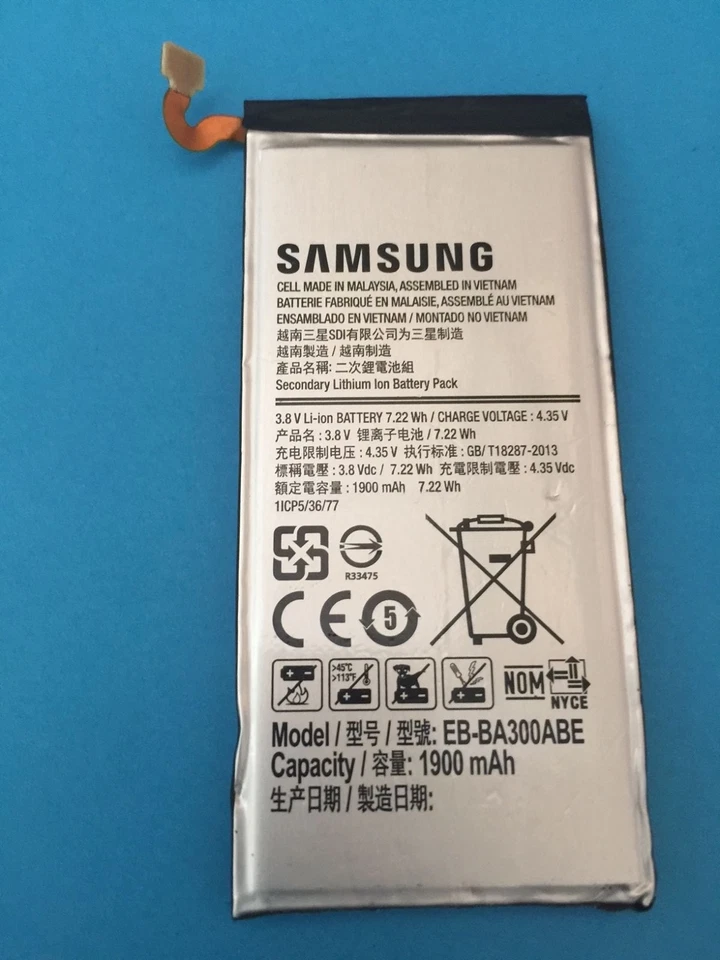 SAMSUNG
CELL MADE IN MALAYSIA, ASSEMBLED IN VIETNAM
BATTERIE FABRIQUÉ EN MALAISIE, ASSEMBLÉ AU VIETNAM
ENSAMBLADO EN VIETNAM / MONTADO NO VIETNAM
越南三星SDI有限公司为三星制造
越南製造 / 越南制造
產品名稱: 二次鋰電池組
Secondary Lithium Ion Battery Pack
3.8 V Li-ion BATTERY 7.22 Wh / CHARGE VOLTAGE : 4.35 V
产品名 : 3.8 V 锂离子电池 / 7.22 Wh
充电限制电压 : 4.35 V 执行标准 : GB/ T18287-2013
標稱電壓 : 3.8 Vdc / 7.22 Wh 充電限制電壓 : 4.35 Vdc
額定電容量 : 1900 mAh 7.22 Wh
1ICP5/36/77
R33475
CE 5
>45°C
>113°F
NOM
NYCE
Model / 型号 / 型號: EB-BA300ABE
Capacity / 容量: 1900 mAh
生产日期 / 製造日期: